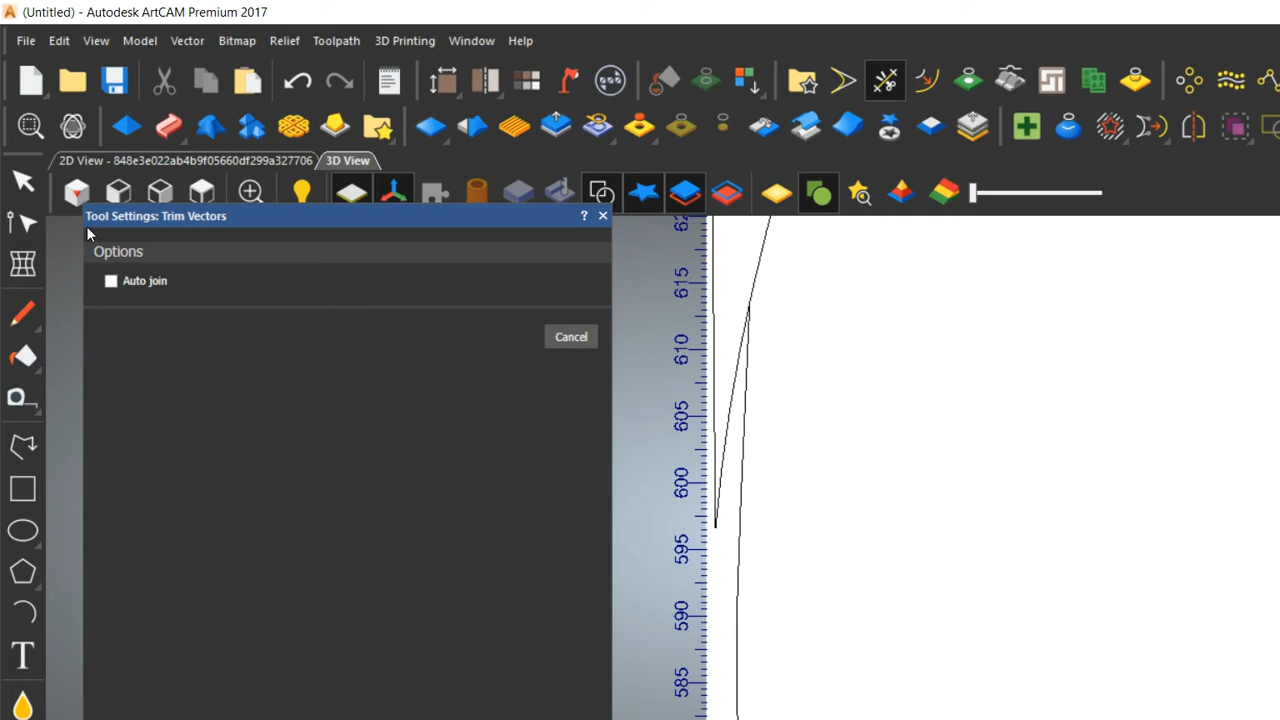 (Untitled) - Autodesk ArtCAM Premium 2017
File Edit View Model Vector Bitmap Relief Toolpath 3D Printing Window Help
2D View - 848e3e022ab4b9f05660df299a327706 3D View
Tool Settings: Trim Vectors ? ×
Options
Auto join
Cancel
T
615
610
605
600
595
590
585